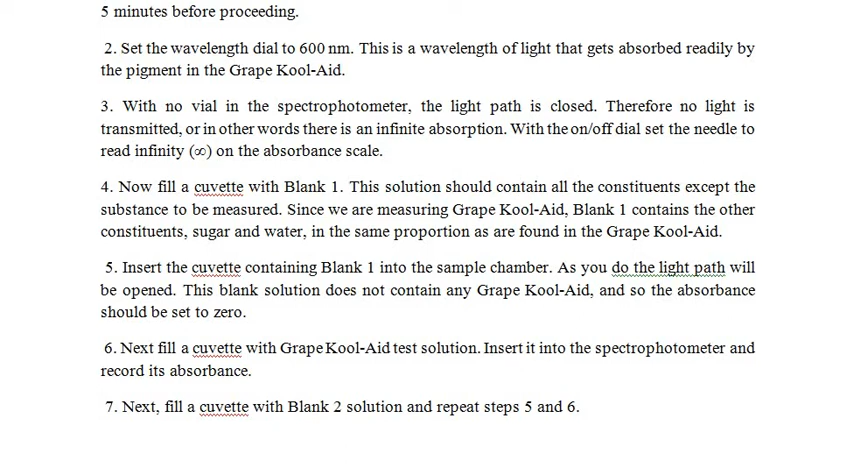 5 minutes before proceeding.
2. Set the wavelength dial to 600 nm. This is a wavelength of light that gets absorbed readily by
the pigment in the Grape Kool-Aid.
3. With no vial in the spectrophotometer, the light path is closed. Therefore no light is
transmitted, or in other words there is an infinite absorption. With the on/off dial set the needle to
read infinity (∞) on the absorbance scale.
4. Now fill a cuvette with Blank 1. This solution should contain all the constituents except the
substance to be measured. Since we are measuring Grape Kool-Aid, Blank 1 contains the other
constituents, sugar and water, in the same proportion as are found in the Grape Kool-Aid.
5. Insert the cuvette containing Blank 1 into the sample chamber. As you do the light path will
be opened. This blank solution does not contain any Grape Kool-Aid, and so the absorbance
should be set to zero.
6. Next fill a cuvette with Grape Kool-Aid test solution. Insert it into the spectrophotometer and
record its absorbance.
7. Next, fill a cuvette with Blank 2 solution and repeat steps 5 and 6.